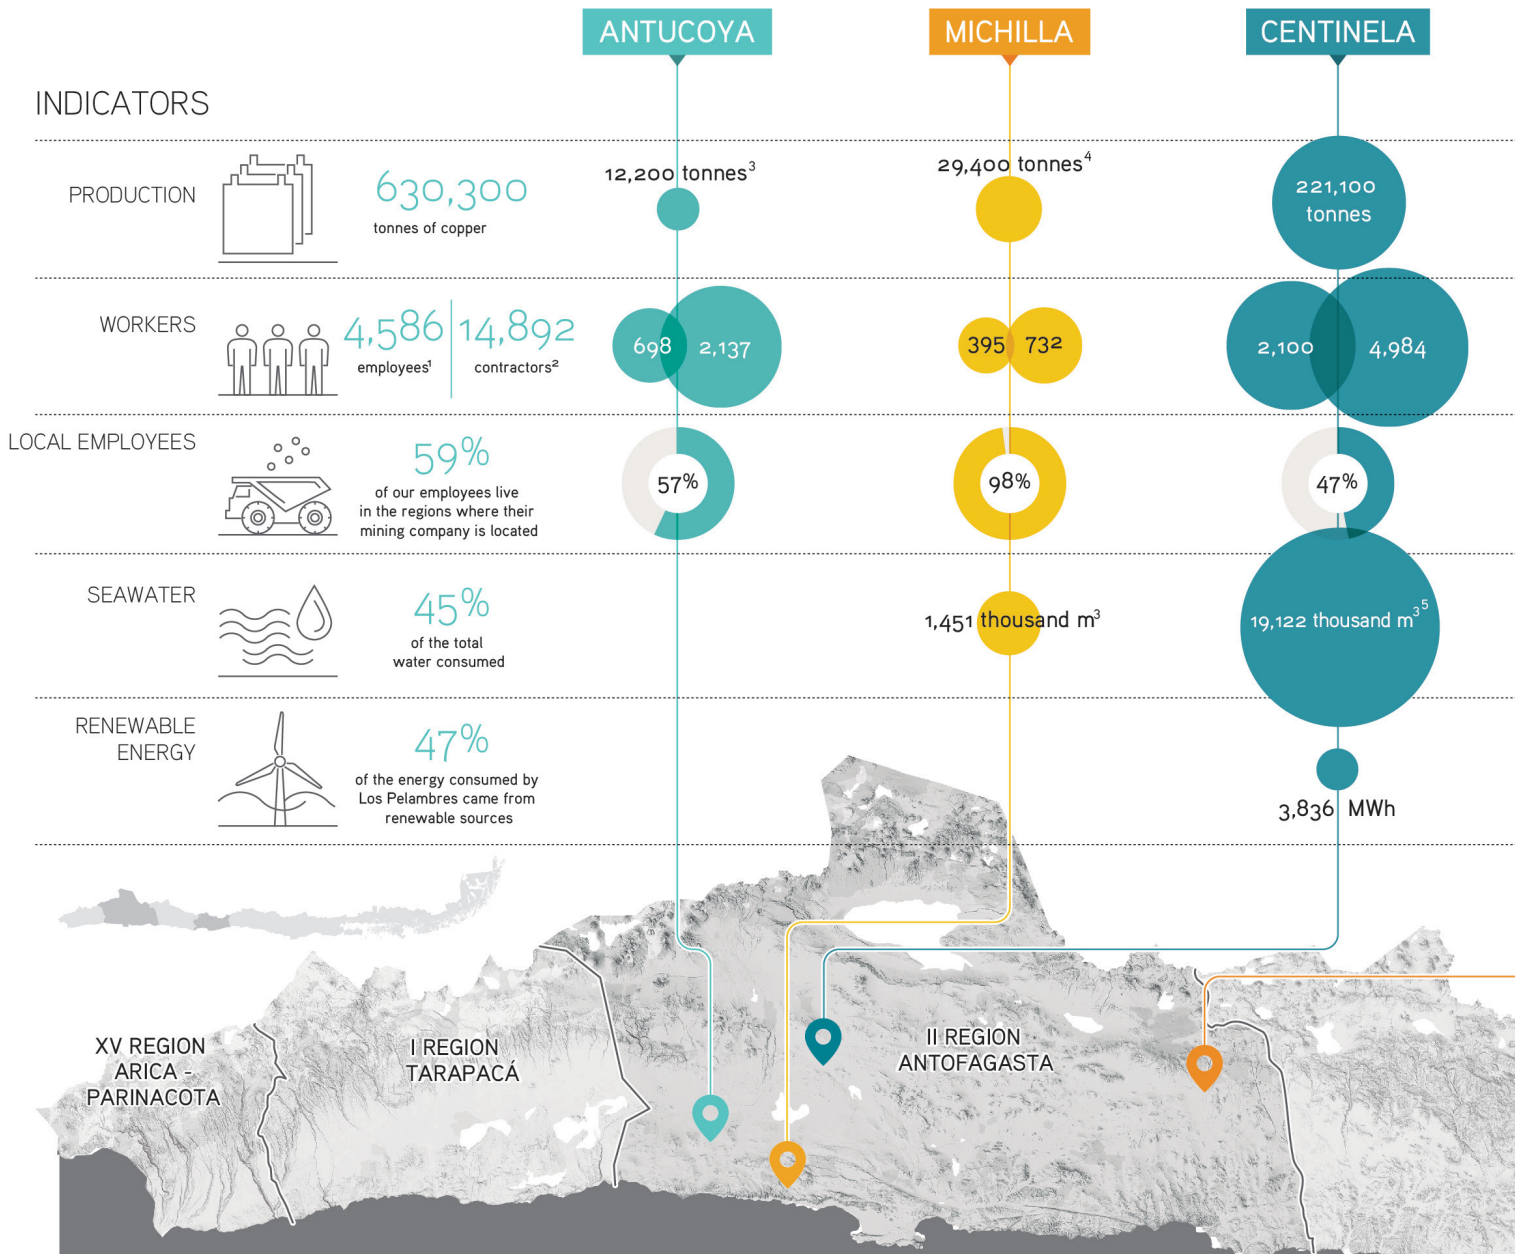 ANTUCOYA
MICHILLA
CENTINELA
INDICATORS
PRODUCTION
630,300
tonnes of copper
12,200 tonnes³
29,400 tonnes⁴
221,100
tonnes
WORKERS
4,586
employees¹
14,892
contractors²
698
2,137
395
732
2,100
4,984
LOCAL EMPLOYEES
59%
of our employees live
in the regions where their
mining company is located
57%
98%
47%
SEAWATER
45%
of the total
water consumed
1,451 thousand m³
19,122 thousand m³ ⁵
RENEWABLE
ENERGY
47%
of the energy consumed by
Los Pelambres came from
renewable sources
3,836 MWh
XV REGION
ARICA -
PARINACOTA
I REGION
TARAPACÁ
II REGION
ANTOFAGASTA